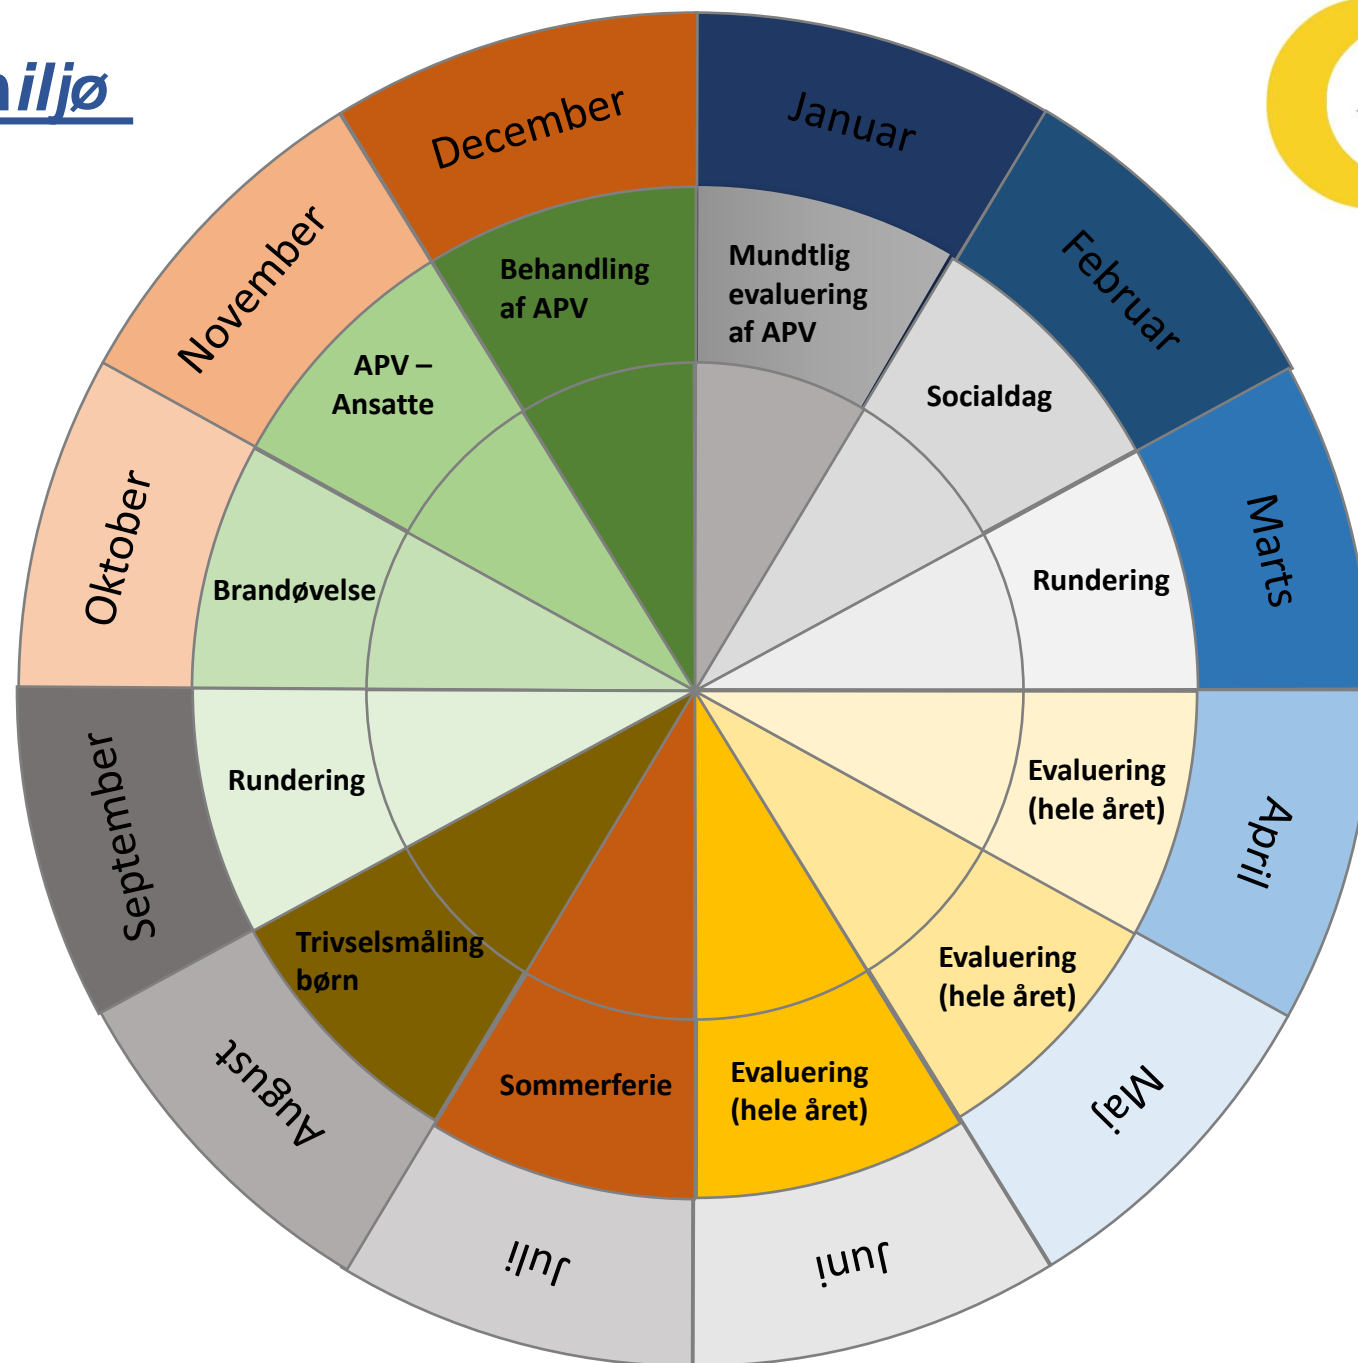 iljø
December
Januar
Februar
Marts
April
Maj
Juni
Juli
August
September
Oktober
November
Behandling
af APV
Mundtlig
evaluering
af APV
Socialdag
Rundering
Evaluering
(hele året)
Evaluering
(hele året)
Evaluering
(hele året)
Sommerferie
Trivselsmåling
børn
Rundering
Brandøvelse
APV –
Ansatte